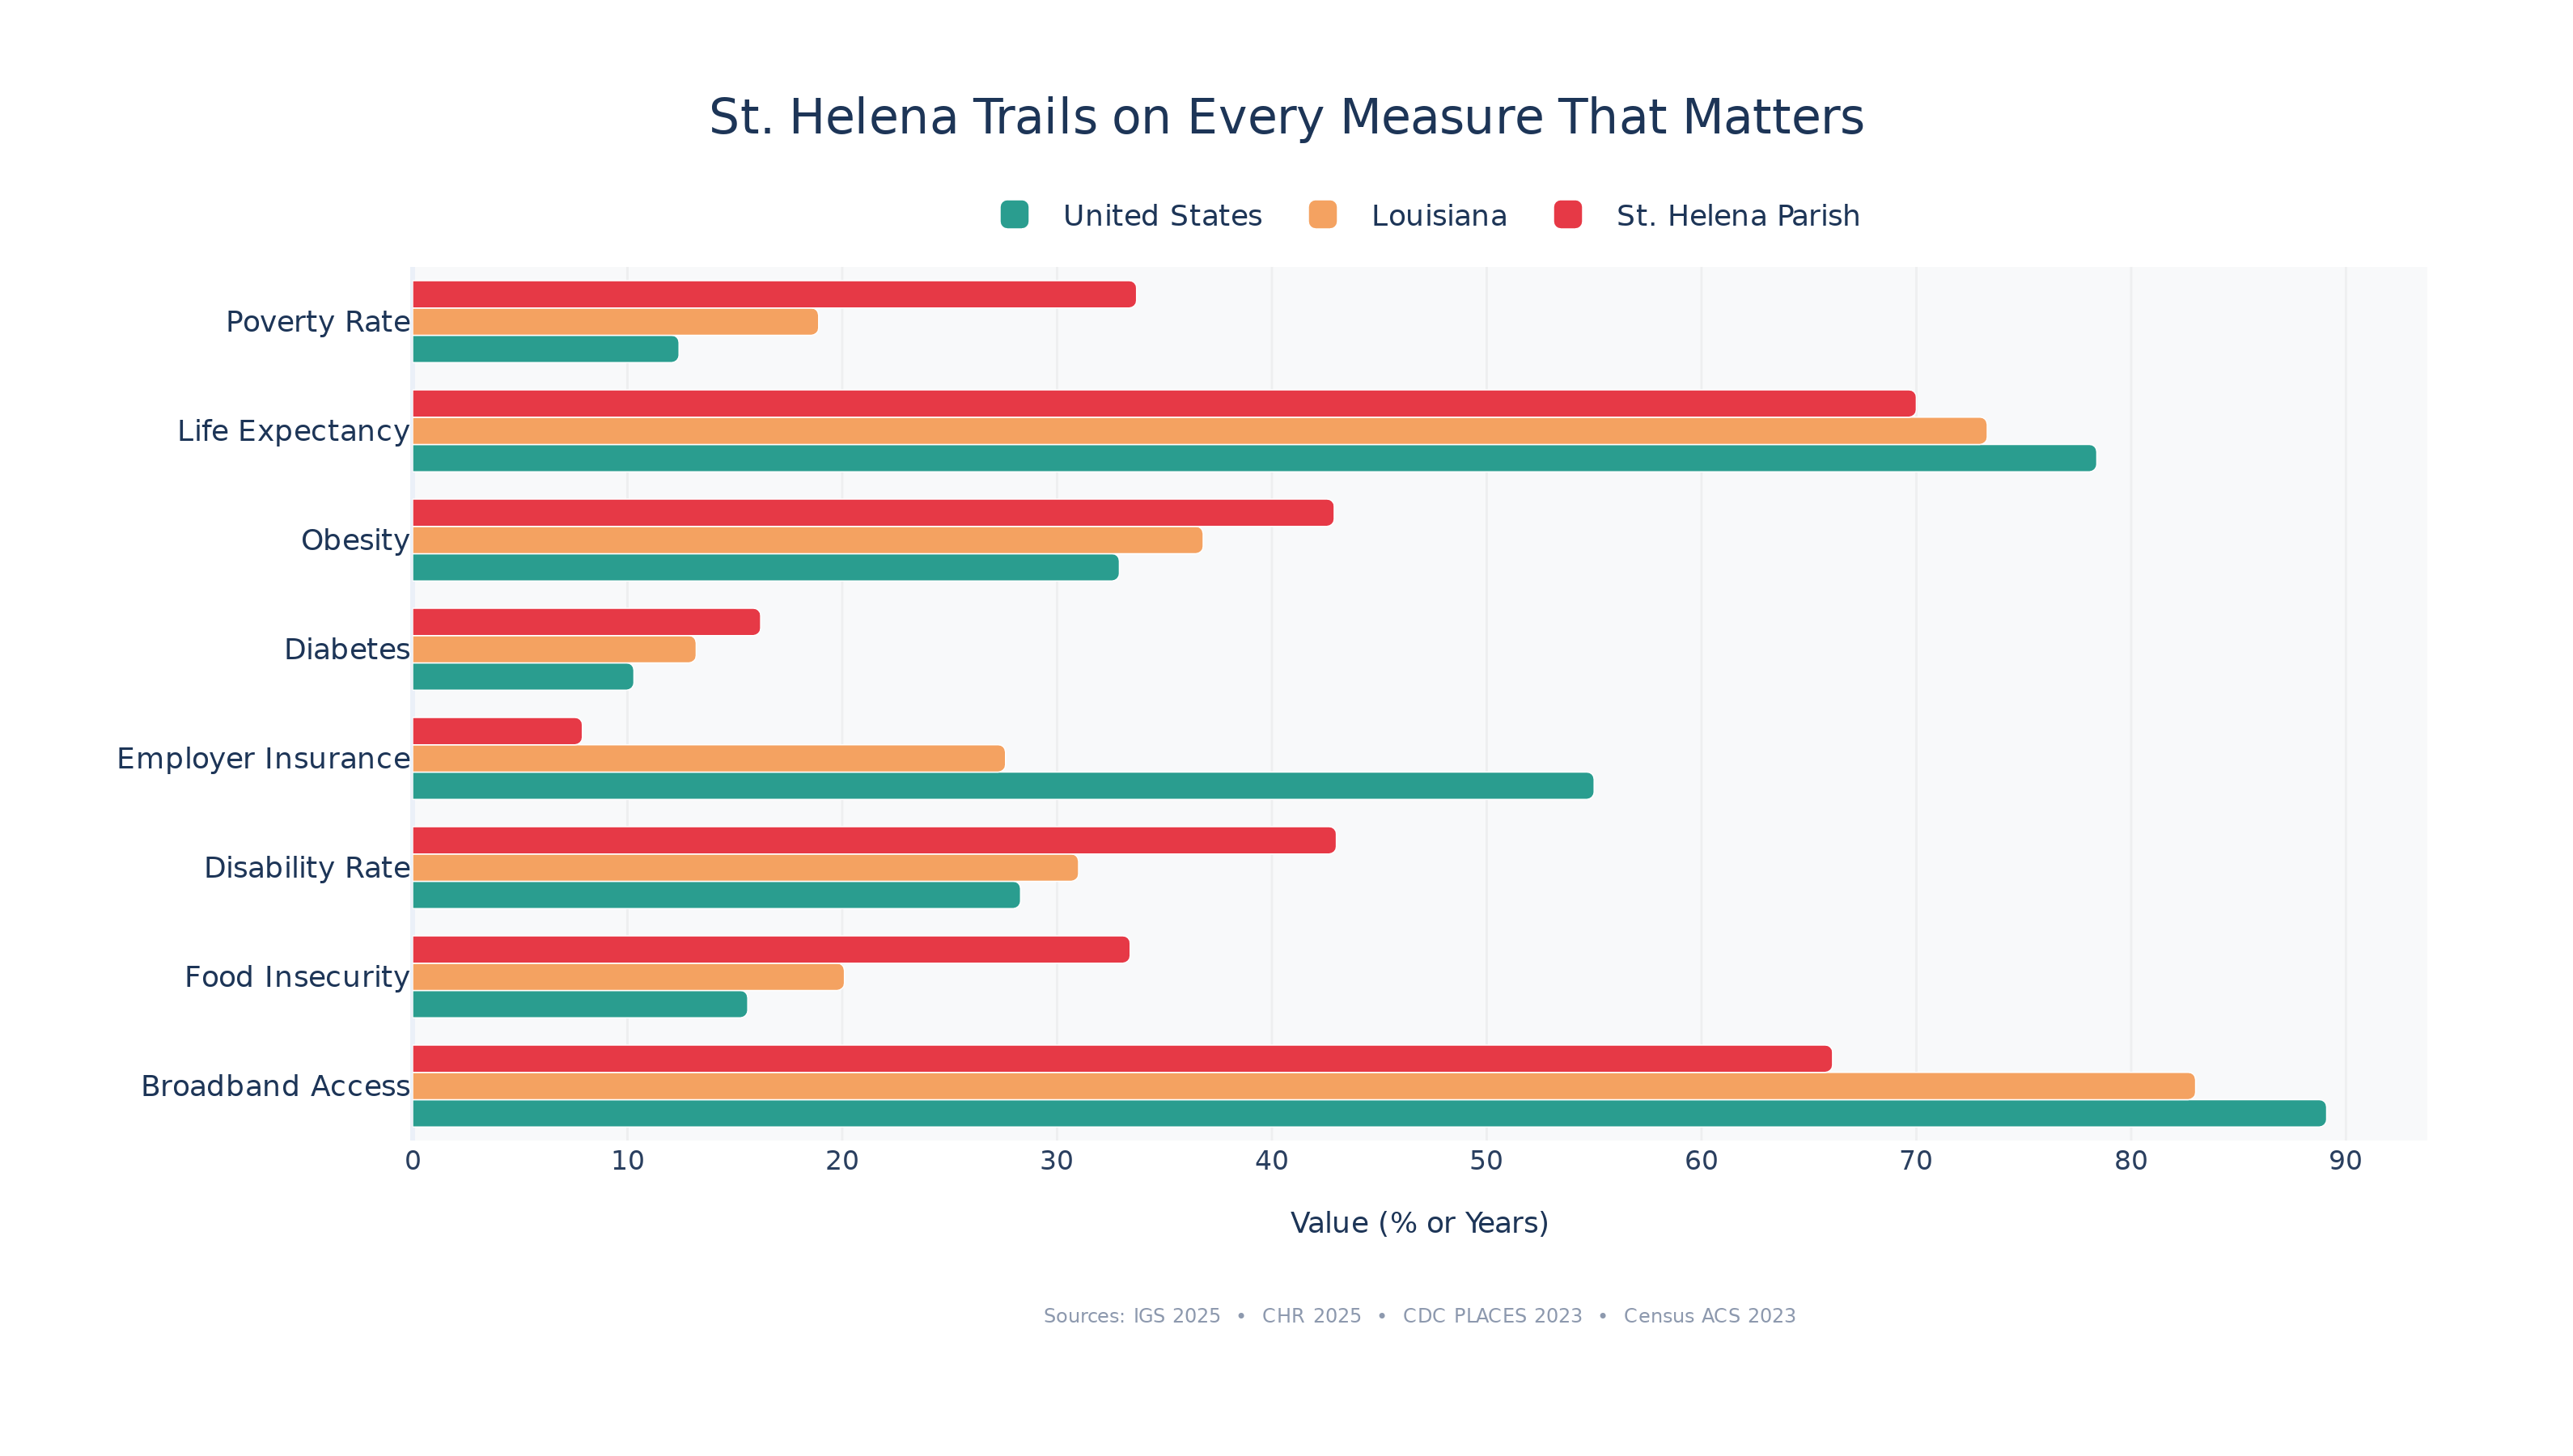 St. Helena Trails on Every Measure That Matters
United States Louisiana St. Helena Parish
Poverty Rate
Life Expectancy
Obesity
Diabetes
Employer Insurance
Disability Rate
Food Insecurity
Broadband Access
0 10 20 30 40 50 60 70 80 90
Value (% or Years)
Sources: IGS 2025 • CHR 2025 • CDC PLACES 2023 • Census ACS 2023